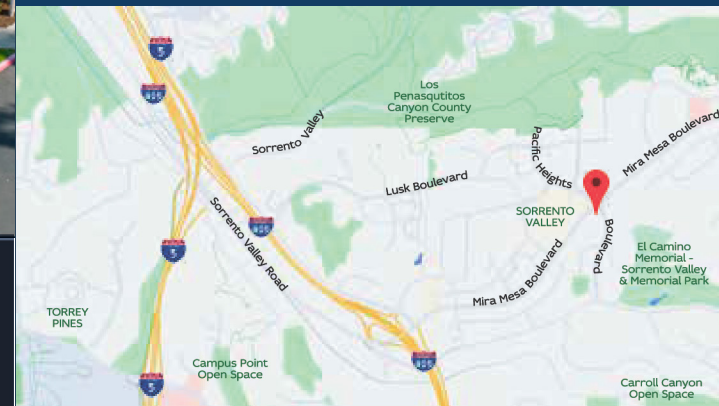 5
805
Los
Penasqutitos
Canyon County
Preserve
Sorrento Valley
Pacific Heights
Mira Mesa Boulevard
Lusk Boulevard
SORRENTO
VALLEY
805
Sorrento Valley Road
5
Boulevard
El Camino
Memorial -
Sorrento Valley
& Memorial Park
Mira Mesa Boulevard
TORREY
PINES
Campus Point
Open Space
805
5
Carroll Canyon
Open Space